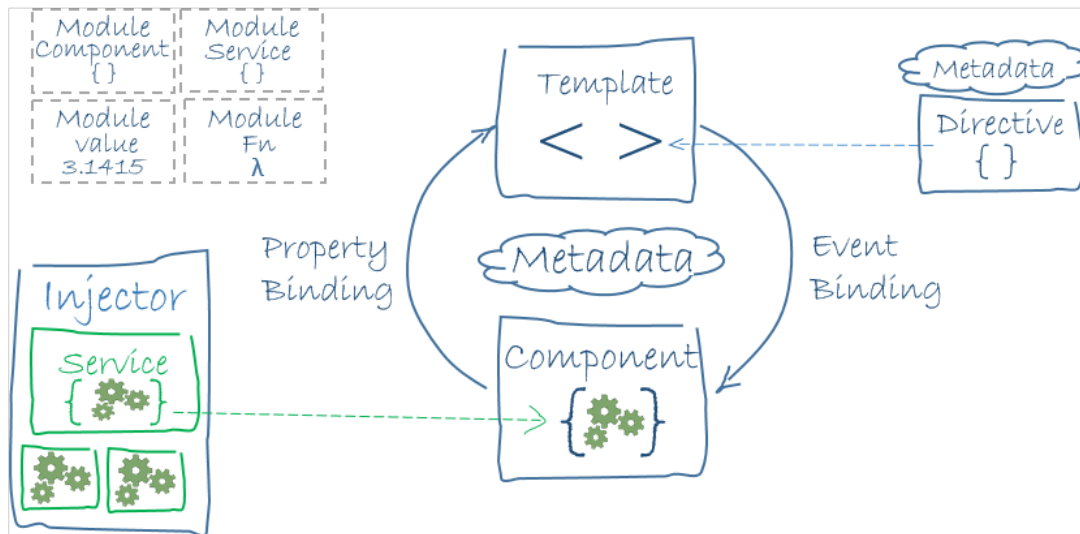 Module
Component
{ }
Module
Service
{ }
Module
value
3.1415
Module
Fn
λ
Template
< >
Metadata
Directive
{ }
Property
Binding
Metadata
Event
Binding
Injector
Service
{ }
Component
{ }